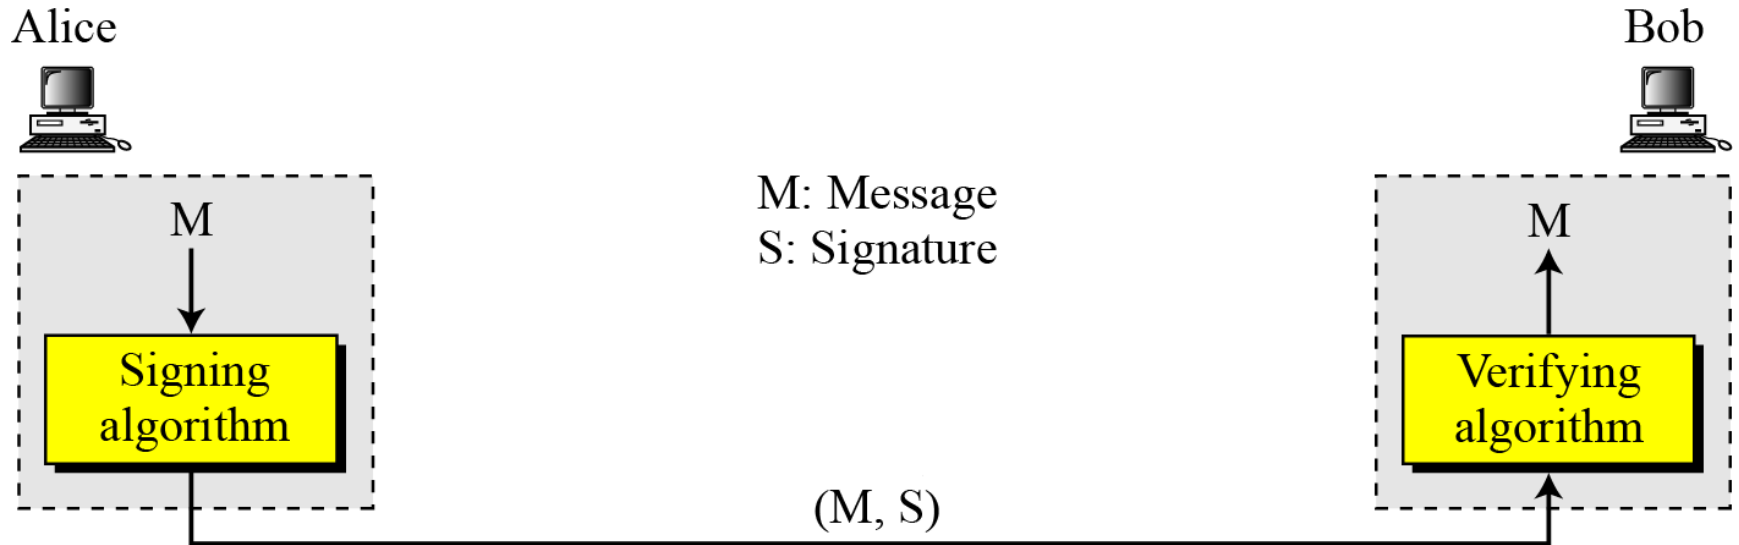 Alice
Bob
M: Message
S: Signature
M
M
Signing
algorithm
Verifying
algorithm
(M, S)